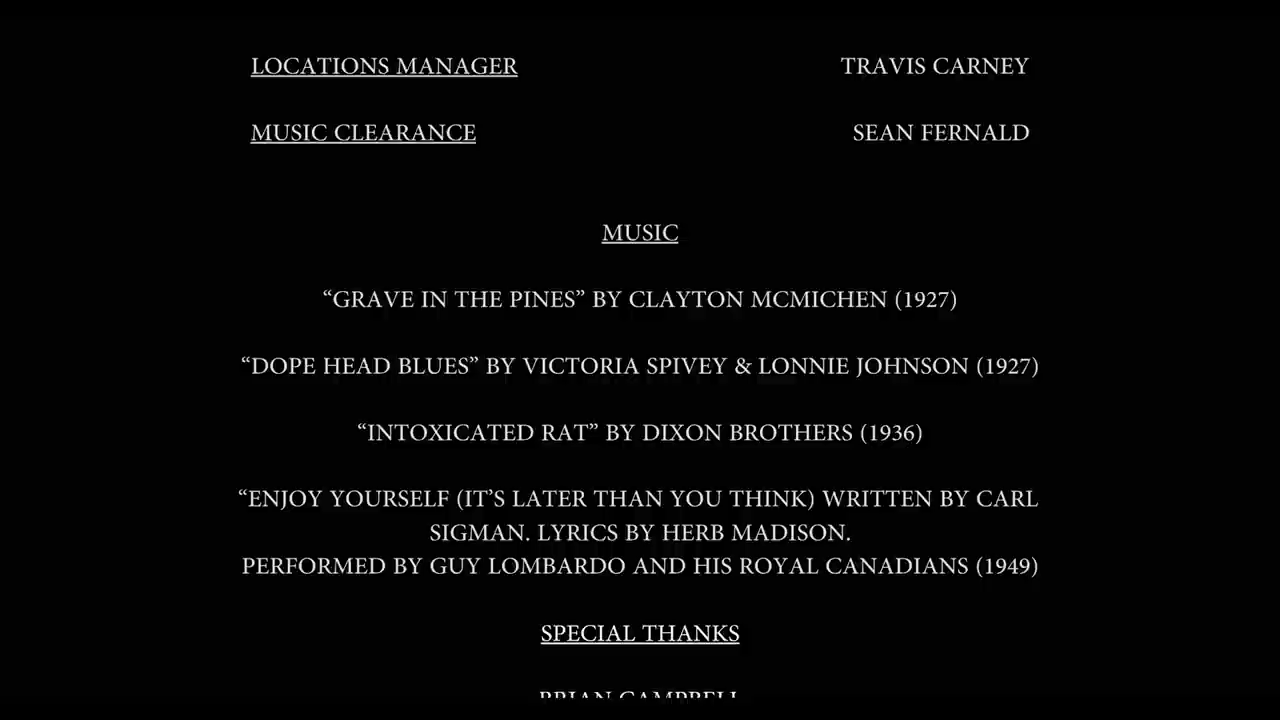 LOCATIONS MANAGER TRAVIS CARNEY
MUSIC CLEARANCE SEAN FERNALD
MUSIC
“GRAVE IN THE PINES” BY CLAYTON MCMICHEN (1927)
“DOPE HEAD BLUES” BY VICTORIA SPIVEY & LONNIE JOHNSON (1927)
“INTOXICATED RAT” BY DIXON BROTHERS (1936)
“ENJOY YOURSELF (IT’S LATER THAN YOU THINK) WRITTEN BY CARL
SIGMAN. LYRICS BY HERB MADISON.
PERFORMED BY GUY LOMBARDO AND HIS ROYAL CANADIANS (1949)
SPECIAL THANKS
BRIAN CAMPBELL